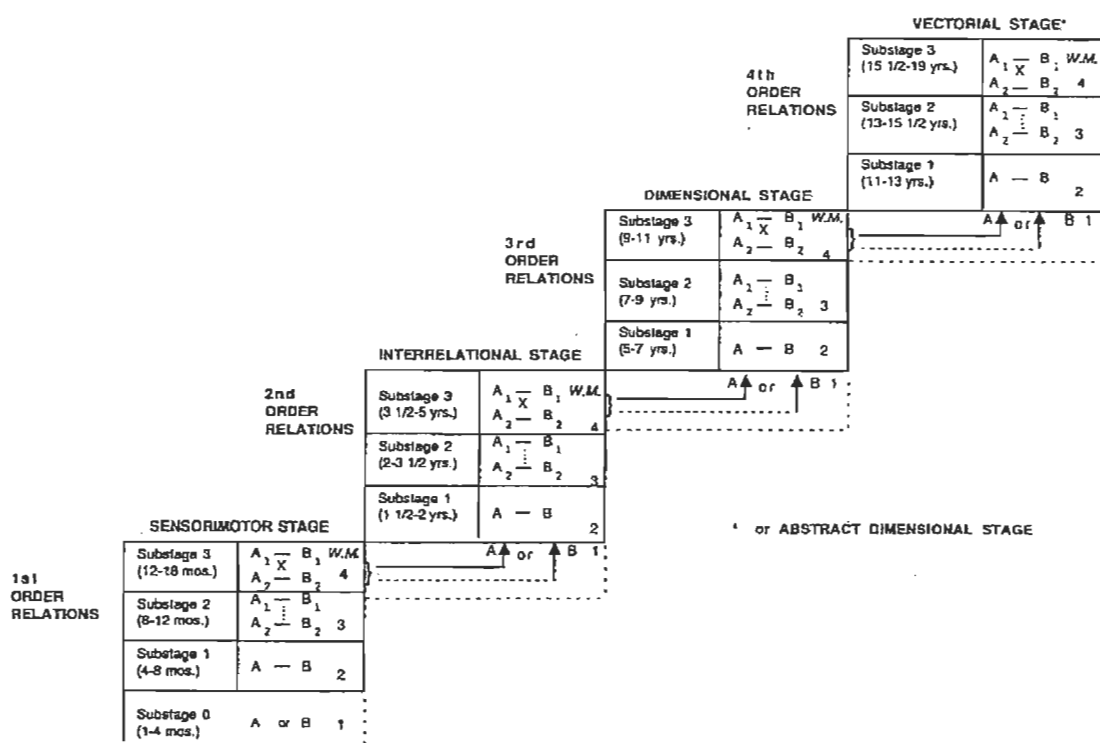 VECTORIAL STAGE*
4th
ORDER
RELATIONS
Substage 3
(15 1/2-19 yrs.)
A1 — B1 W.M.
X
A2 — B2 4
Substage 2
(13-15 1/2 yrs.)
A1 — B1
A2 — B2 3
Substage 1
(11-13 yrs.)
A — B
2
A or B 1
DIMENSIONAL STAGE
3rd
ORDER
RELATIONS
Substage 3
(9-11 yrs.)
A1 — B1 W.M.
X
A2 — B2 4
Substage 2
(7-9 yrs.)
A1 — B1
A2 — B2 3
Substage 1
(5-7 yrs.)
A — B 2
A or B 1
INTERRELATIONAL STAGE
2nd
ORDER
RELATIONS
Substage 3
(3 1/2-5 yrs.)
A1 — B1 W.M.
X
A2 — B2 4
Substage 2
(2-3 1/2 yrs.)
A1 — B1
A2 — B2 3
Substage 1
(1 1/2-2 yrs.)
A — B
2
A or B 1
* or ABSTRACT DIMENSIONAL STAGE
SENSORIMOTOR STAGE
1st
ORDER
RELATIONS
Substage 3
(12-18 mos.)
A1 — B1 W.M.
X
A2 — B2 4
Substage 2
(8-12 mos.)
A1 — B1
A2 — B2 3
Substage 1
(4-8 mos.)
A — B 2
Substage 0
(1-4 mos.)
A or B 1